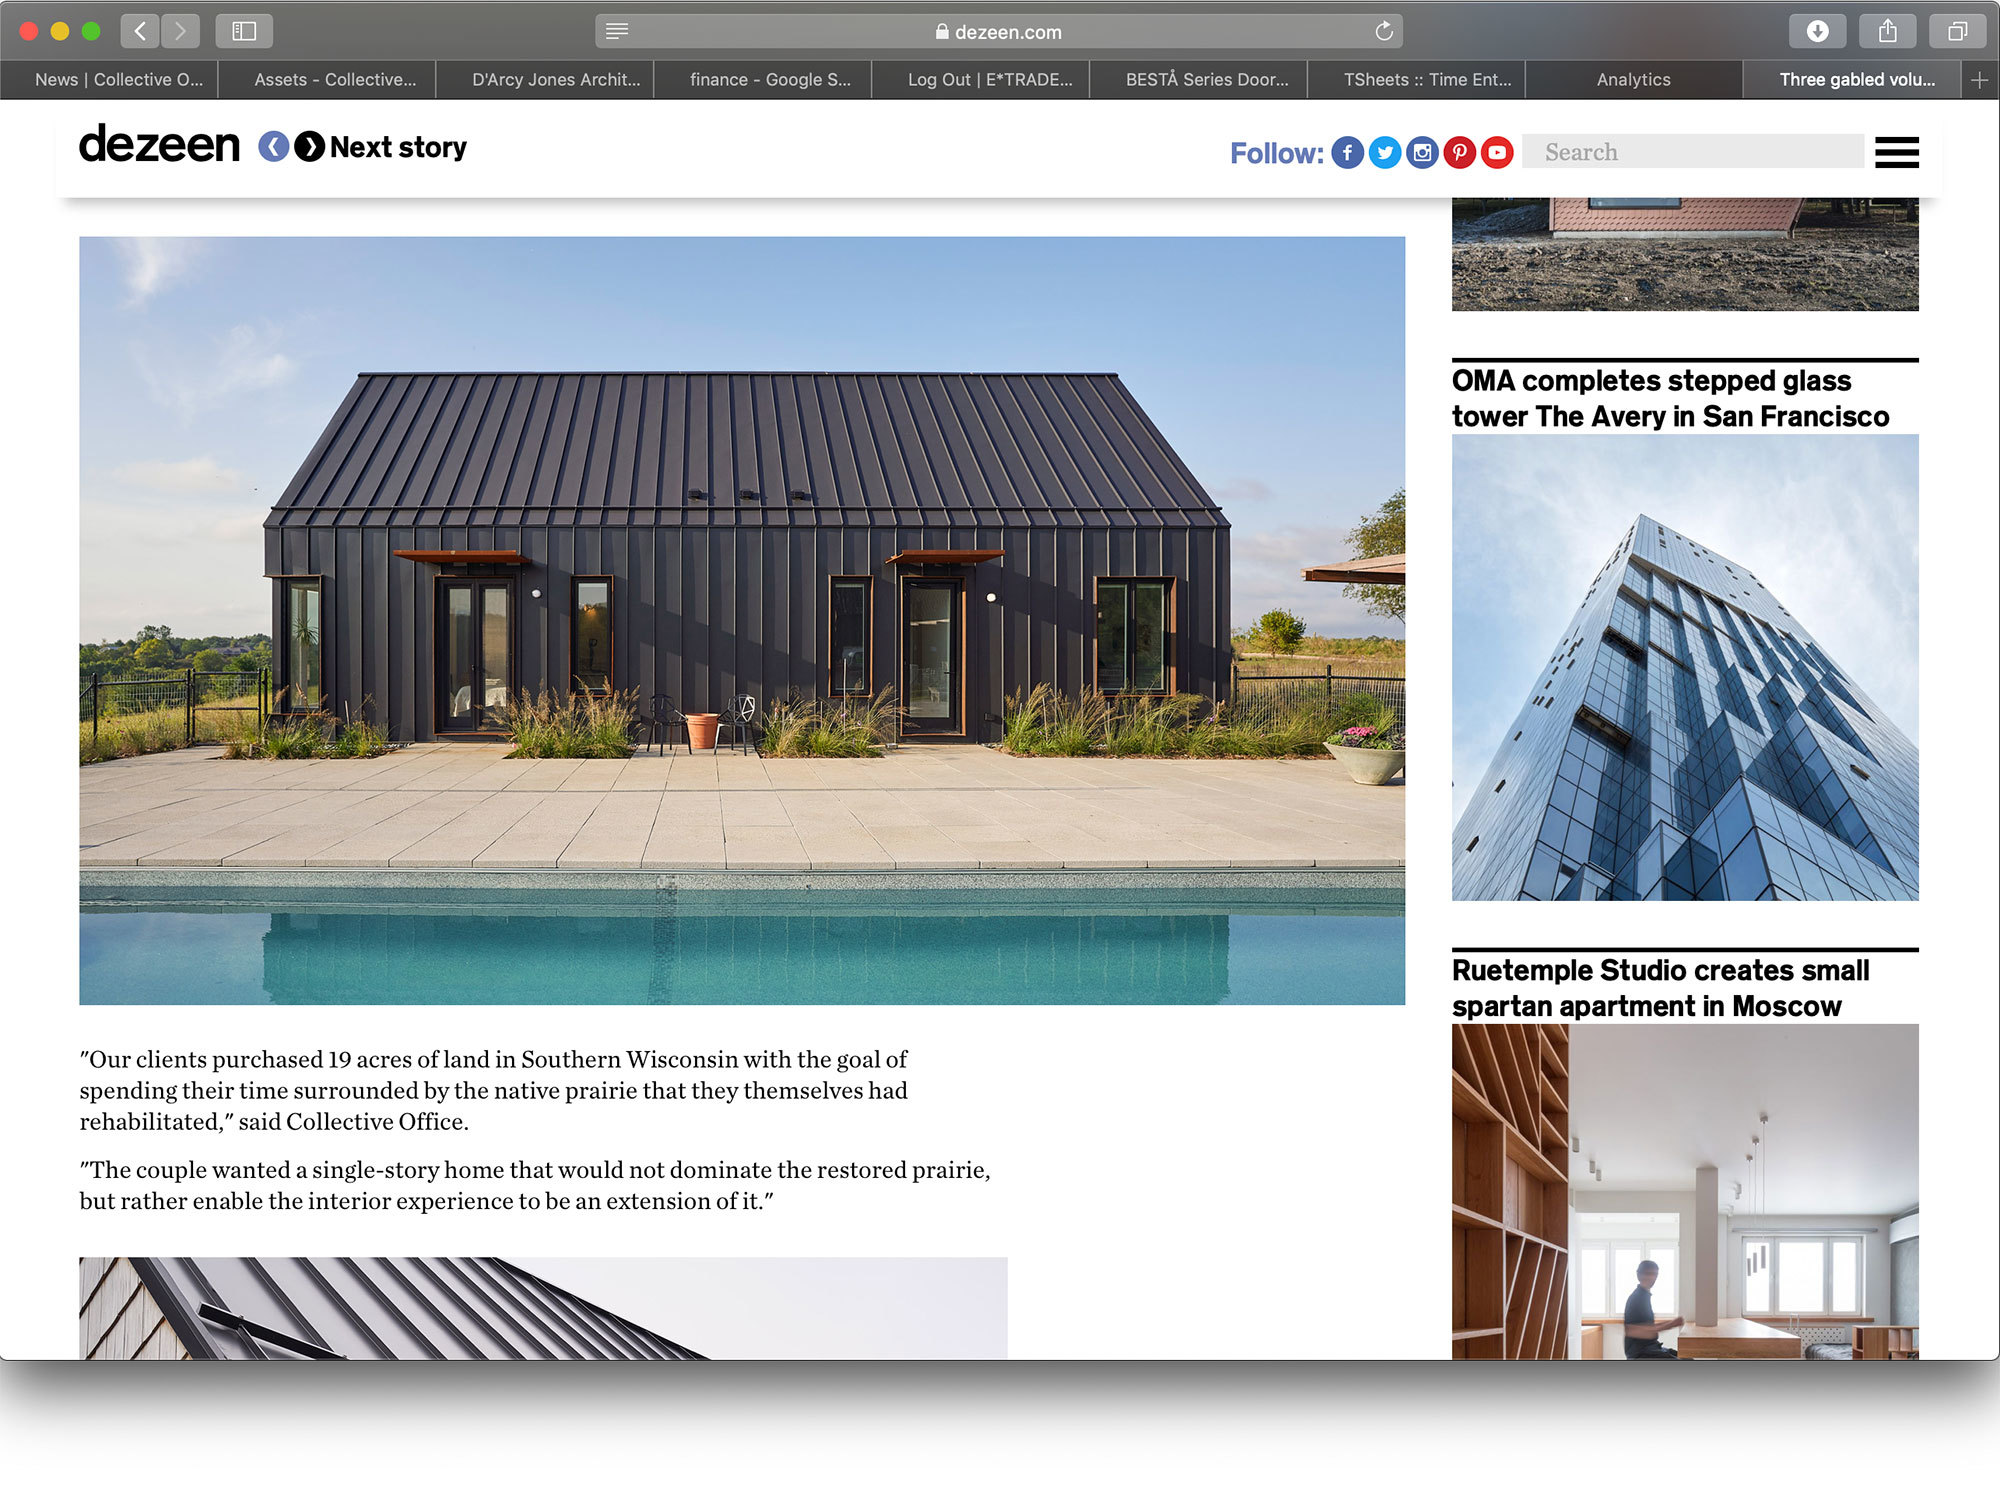 dezeen.com
News | Collective O...
Assets - Collective...
D'Arcy Jones Archit...
finance - Google S...
Log Out | E*TRADE...
BESTÅ Series Door...
TSheets :: Time Ent...
Analytics
Three gabled volu...
dezeen
Next story
Follow:
Search
OMA completes stepped glass
tower The Avery in San Francisco
Ruetemple Studio creates small
spartan apartment in Moscow
"Our clients purchased 19 acres of land in Southern Wisconsin with the goal of
spending their time surrounded by the native prairie that they themselves had
rehabilitated," said Collective Office.
"The couple wanted a single-story home that would not dominate the restored prairie,
but rather enable the interior experience to be an extension of it."